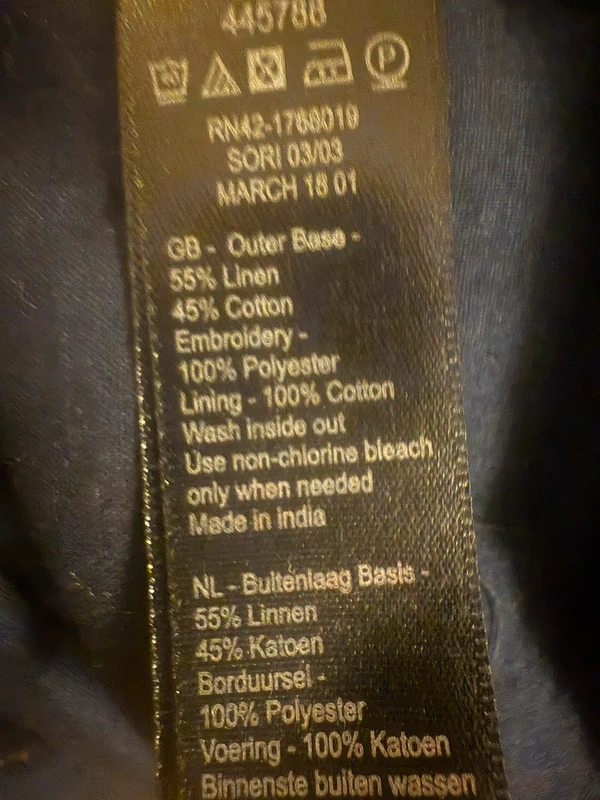 445788
P
RN42-1766019
SORI 03/03
MARCH 18 01
GB - Outer Base -
55% Linen
45% Cotton
Embroidery -
100% Polyester
Lining - 100% Cotton
Wash inside out
Use non-chlorine bleach
only when needed
Made in India
NL - Buitenlaag Basis -
55% Linnen
45% Katoen
Borduursel -
100% Polyester
Voering - 100% Katoen
Binnenste buiten wassen